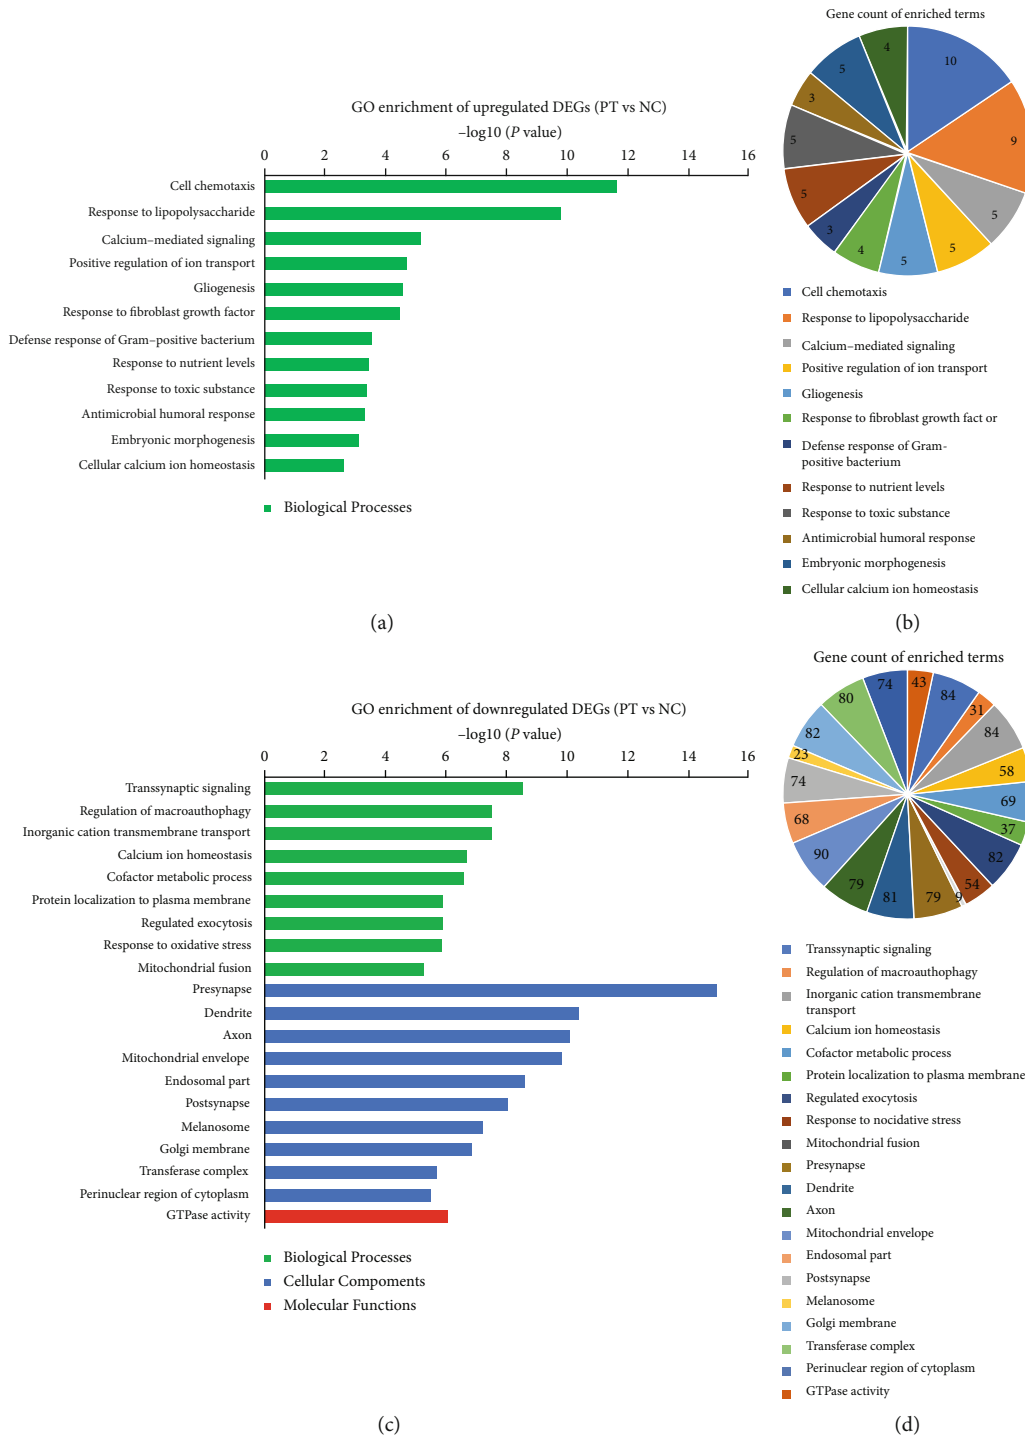 GO enrichment of upregulated DEGs (PT vs NC)
–log10 (P value)
0 2 4 6 8 10 12 14 16
Cell chemotaxis
Response to lipopolysaccharide
Calcium–mediated signaling
Positive regulation of ion transport
Gliogenesis
Response to fibroblast growth factor
Defense response of Gram–positive bacterium
Response to nutrient levels
Response to toxic substance
Antimicrobial humoral response
Embryonic morphogenesis
Cellular calcium ion homeostasis
Biological Processes
(a)
Gene count of enriched terms
10
9
5
5
5
4
3
5
5
3
5
4
Cell chemotaxis
Response to lipopolysaccharide
Calcium–mediated signaling
Positive regulation of ion transport
Gliogenesis
Response to fibroblast growth fact or
Defense response of Gram-
positive bacterium
Response to nutrient levels
Response to toxic substance
Antimicrobial humoral response
Embryonic morphogenesis
Cellular calcium ion homeostasis
(b)
GO enrichment of downregulated DEGs (PT vs NC)
–log10 (P value)
0 2 4 6 8 10 12 14 16
Transsynaptic signaling
Regulation of macroauthophagy
Inorganic cation transmembrane transport
Calcium ion homeostasis
Cofactor metabolic process
Protein localization to plasma membrane
Regulated exocytosis
Response to oxidative stress
Mitochondrial fusion
Presynapse
Dendrite
Axon
Mitochondrial envelope
Endosomal part
Postsynapse
Melanosome
Golgi membrane
Transferase complex
Perinuclear region of cytoplasm
GTPase activity
Biological Processes
Cellular Components
Molecular Functions
(c)
Gene count of enriched terms
43
84
31
84
58
69
37
82
54
9
79
81
79
90
68
74
23
82
80
74
Transsynaptic signaling
Regulation of macroauthophagy
Inorganic cation transmembrane
transport
Calcium ion homeostasis
Cofactor metabolic process
Protein localization to plasma membrane
Regulated exocytosis
Response to nocidative stress
Mitochondrial fusion
Presynapse
Dendrite
Axon
Mitochondrial envelope
Endosomal part
Postsynapse
Melanosome
Golgi membrane
Transferase complex
Perinuclear region of cytoplasm
GTPase activity
(d)